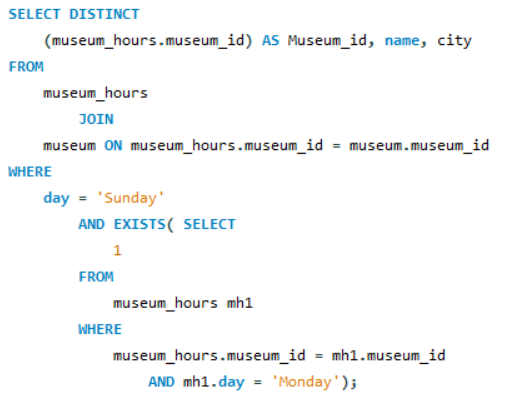 SELECT DISTINCT
(museum_hours.museum_id) AS Museum_id, name, city
FROM
museum_hours
JOIN
museum ON museum_hours.museum_id = museum.museum_id
WHERE
day = 'Sunday'
AND EXISTS( SELECT
1
FROM
museum_hours mh1
WHERE
museum_hours.museum_id = mh1.museum_id
AND mh1.day = 'Monday');